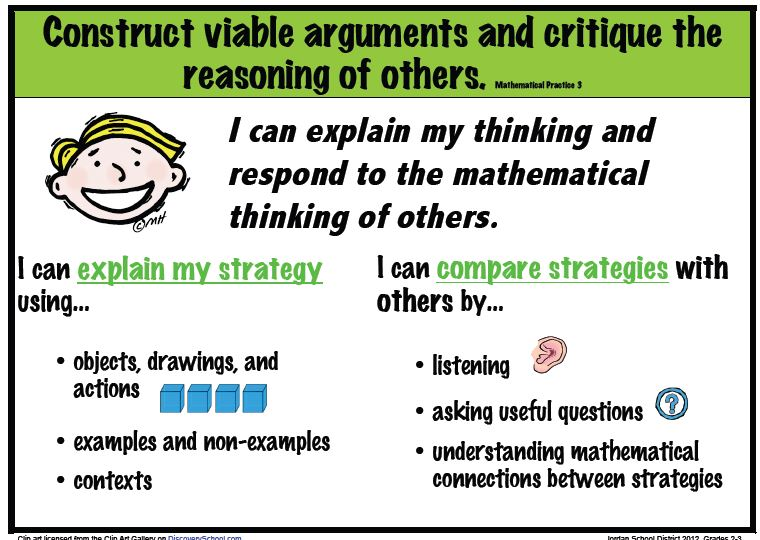 Construct viable arguments and critique the
reasoning of others. Mathematical Practice 3
I can explain my thinking and
respond to the mathematical
thinking of others.
©MH
I can explain my strategy
using...
• objects, drawings, and
actions
• examples and non-examples
• contexts
I can compare strategies with
others by...
• listening
• asking useful questions
?
• understanding mathematical
connections between strategies
Clip art licensed from the Clip Art Gallery on DiscoverySchool.com
Jordan School District 2012, Grades 2-3